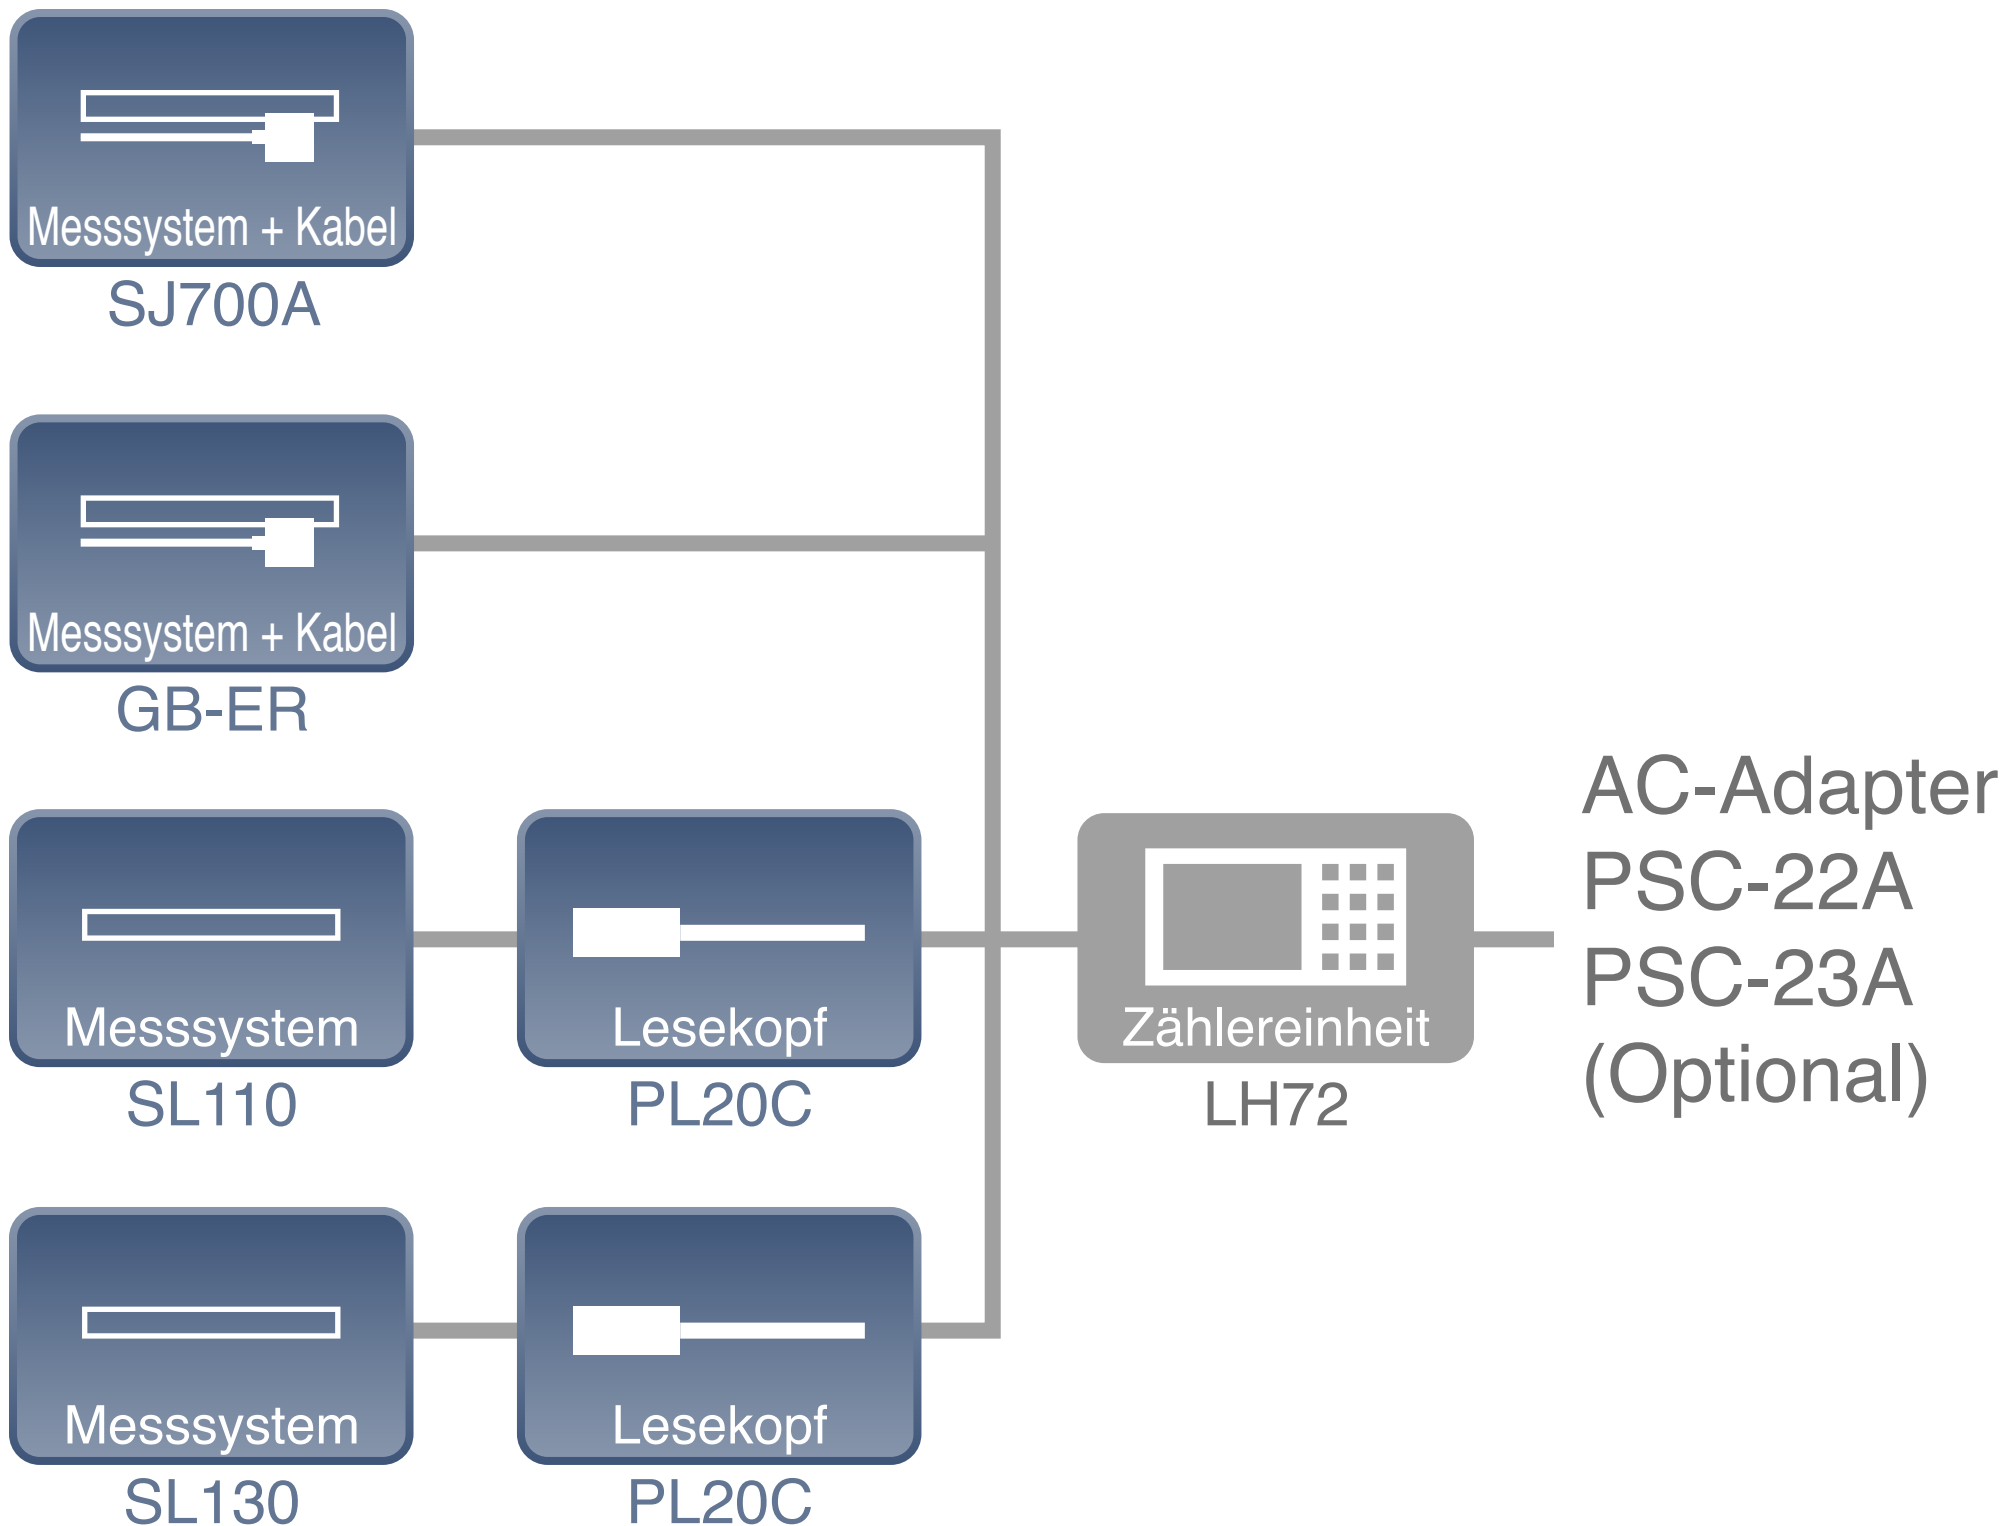 Messsystem + Kabel
SJ700A
Messsystem + Kabel
GB-ER
Messsystem
SL110
Lesekopf
PL20C
Zählereinheit
LH72
AC-Adapter
PSC-22A
PSC-23A
(Optional)
Messsystem
SL130
Lesekopf
PL20C